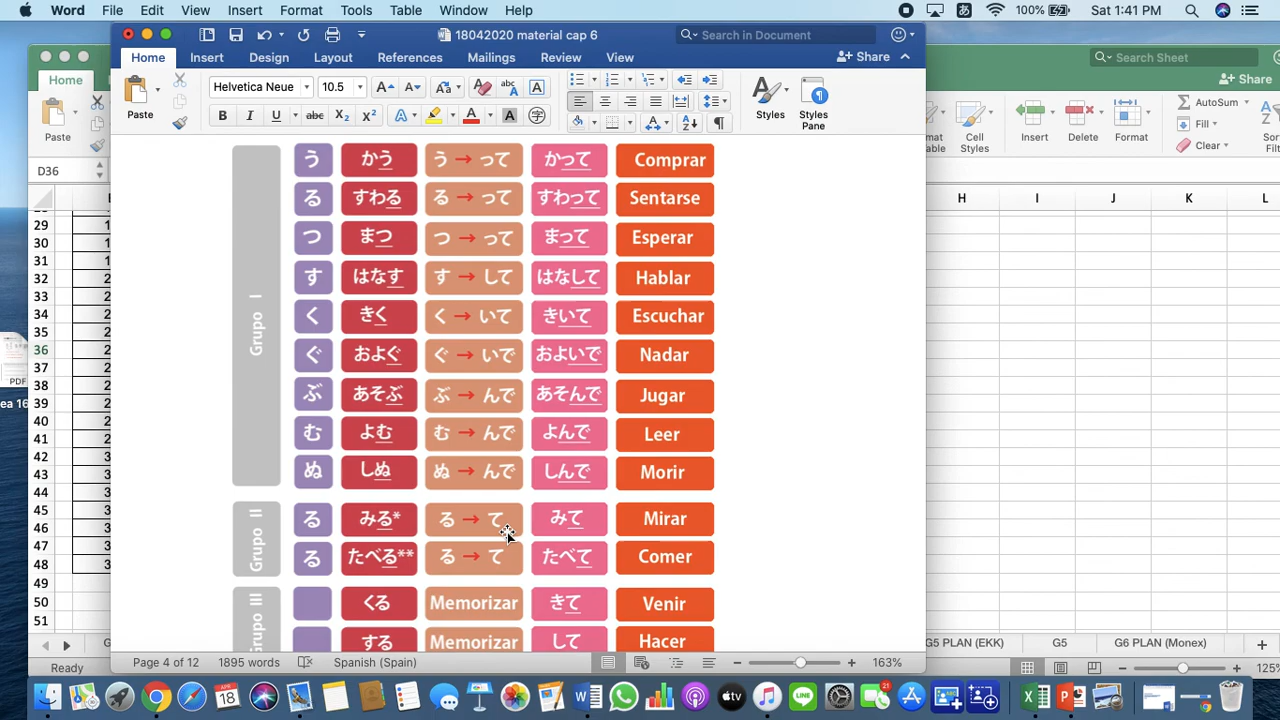 Word File Edit View Insert Format Tools Table Window Help 100% Sat 1:41 PM
18042020 material cap 6 Search in Document
Search Sheet
Home Insert Design Layout References Mailings Review View Share
Home
Share
Paste Helvetica Neue 10.5 Styles Styles Pane
Paste
Cell Styles Insert Delete Format AutoSum Fill Clear
D36
H I J K L
Grupo I
う かう う → って かって Comprar
る すわる る → って すわって Sentarse
つ まつ つ → って まって Esperar
す はなす す → して はなして Hablar
く きく く → いて きいて Escuchar
ぐ およぐ ぐ → いで およいで Nadar
ぶ あそぶ ぶ → んで あそんで Jugar
む よむ む → んで よんで Leer
ぬ しぬ ぬ → んで しんで Morir
Grupo II
る みる* る → て みて Mirar
る たべる** る → て たべて Comer
Grupo III
くる Memorizar きて Venir
する Memorizar して Hacer
29
30
31
32
33
34
35
36
37
38
39
40
41
42
43
44
45
46
47
48
49
50
51
PDF
ea 16
G5 PLAN (EKK) G5 G6 PLAN (Monex)
Page 4 of 12 1895 words Spanish (Spain) 163%
Ready 125%
APR 18 21